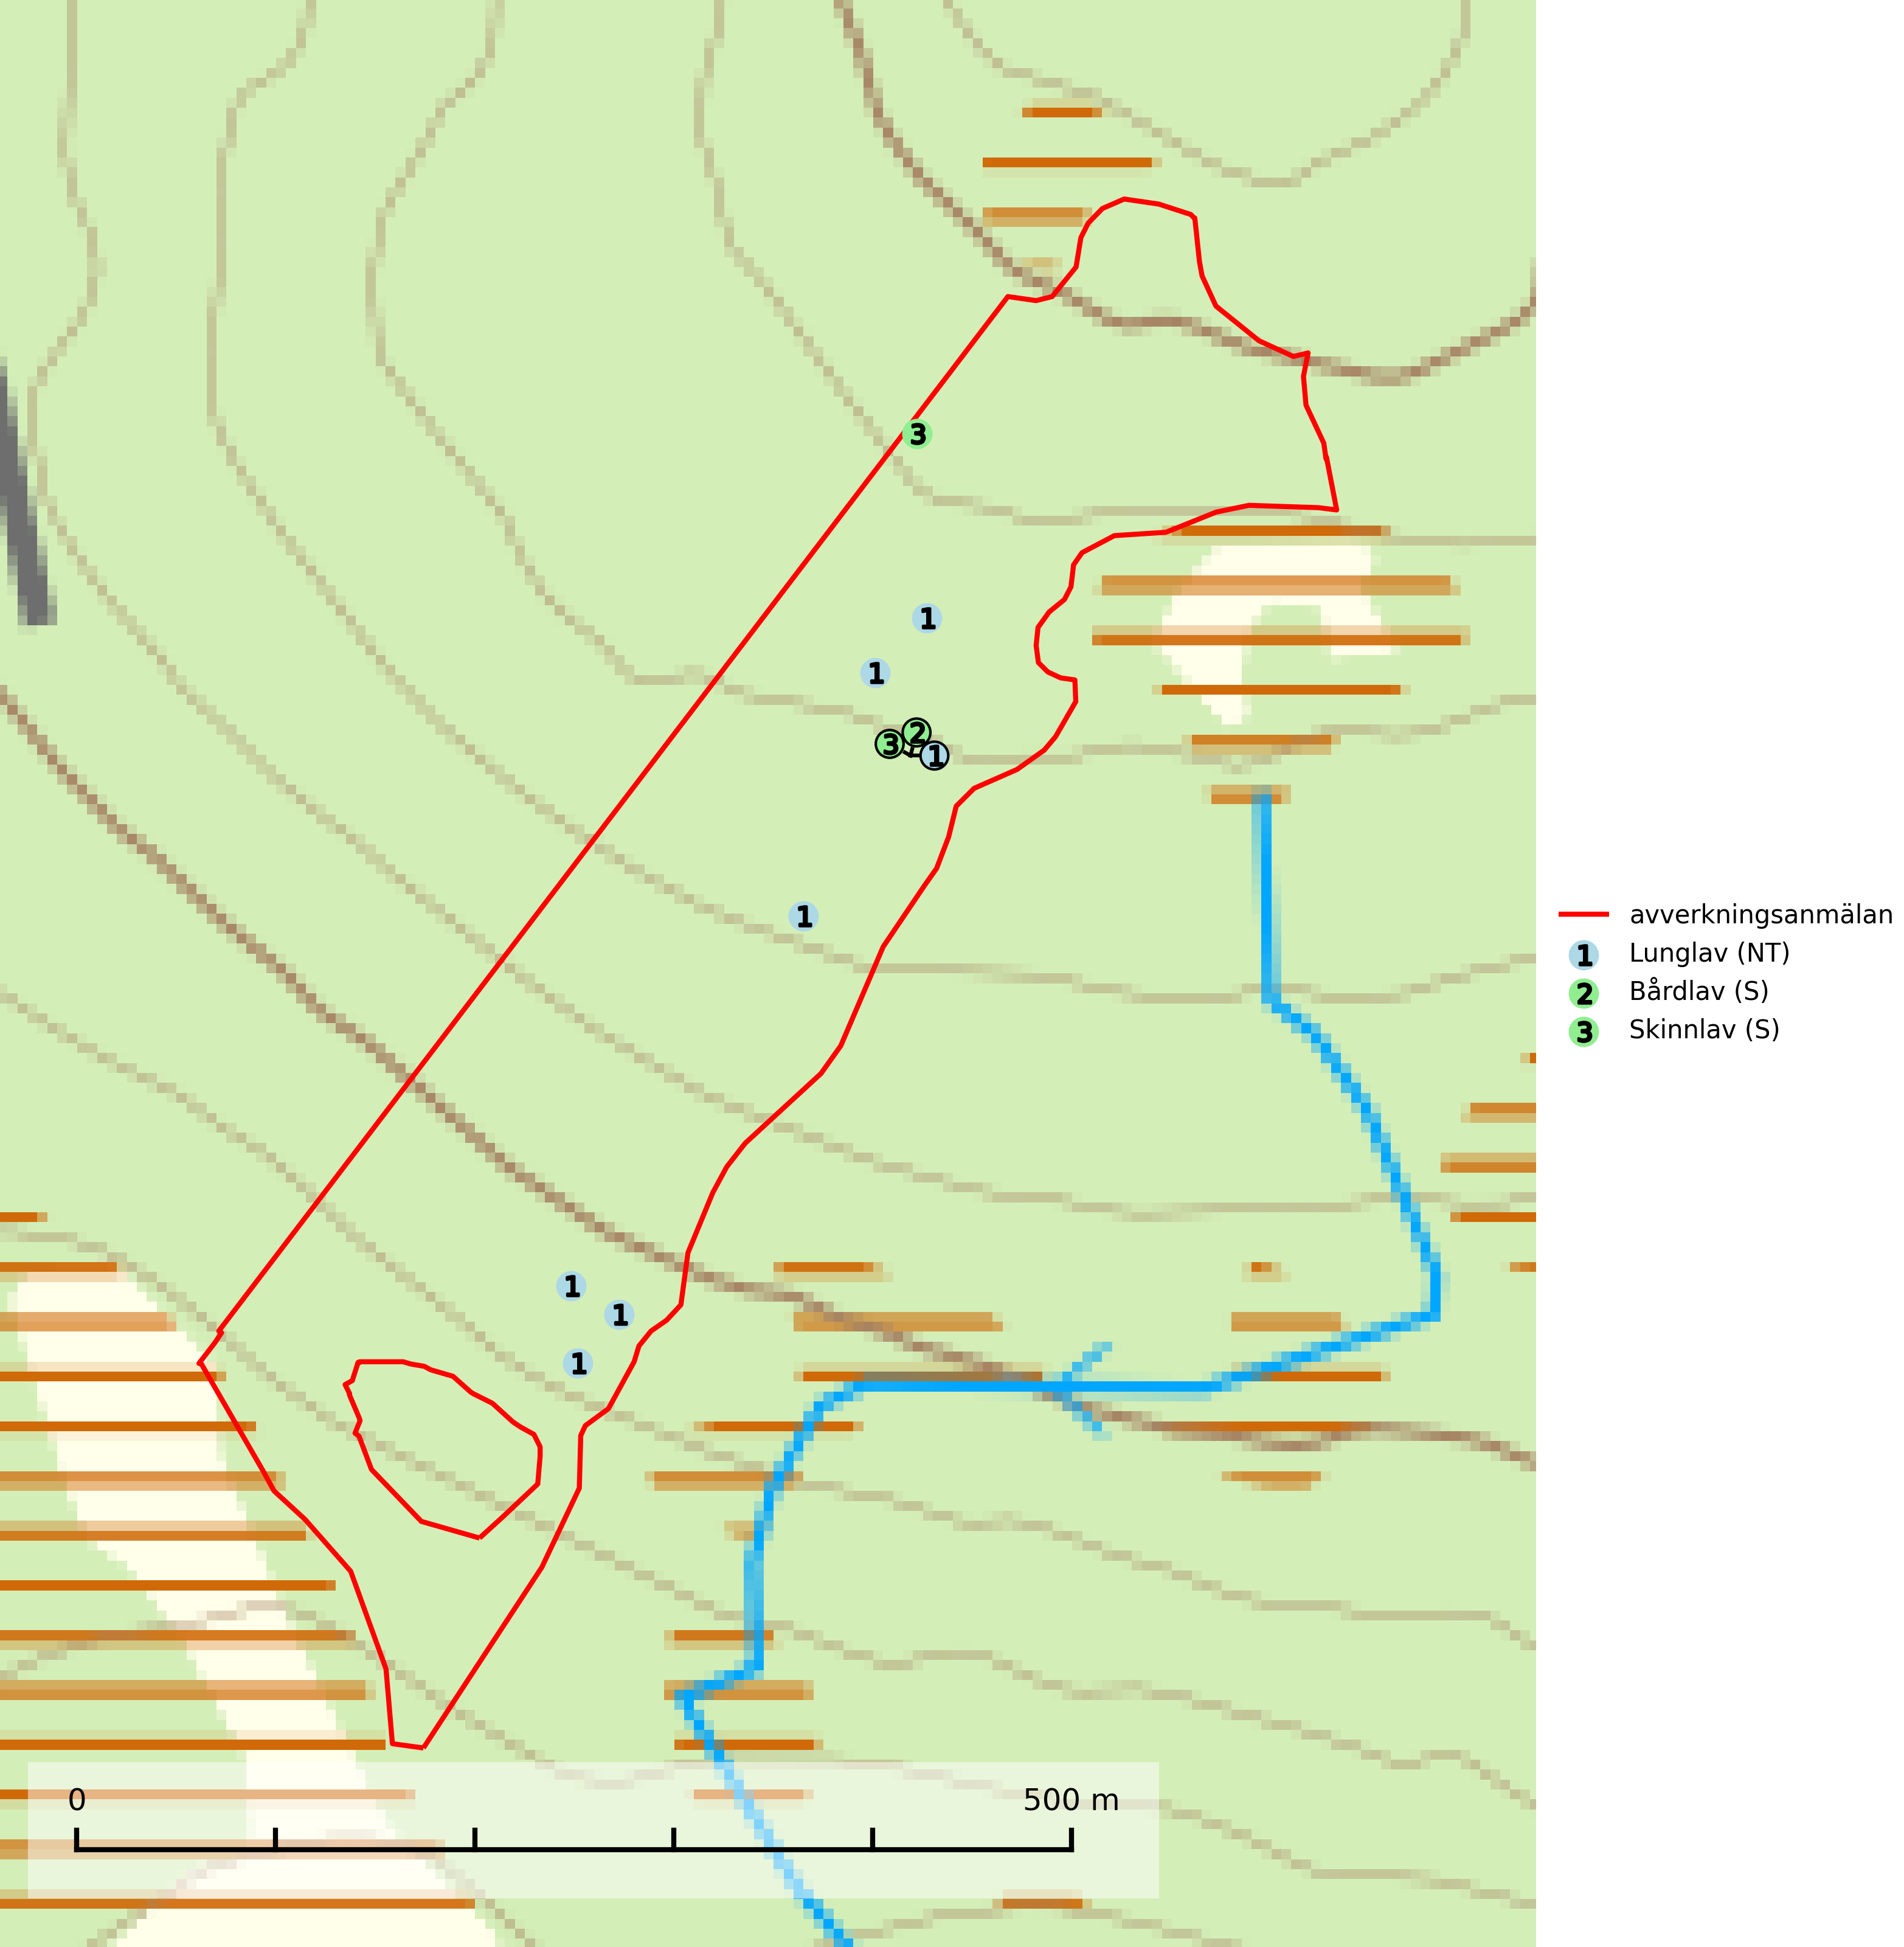 3
1
1
2
3
1
1
1
1
1
avverkningsanmälan
1 Lunglav (NT)
2 Bårdlav (S)
3 Skinnlav (S)
0 500 m